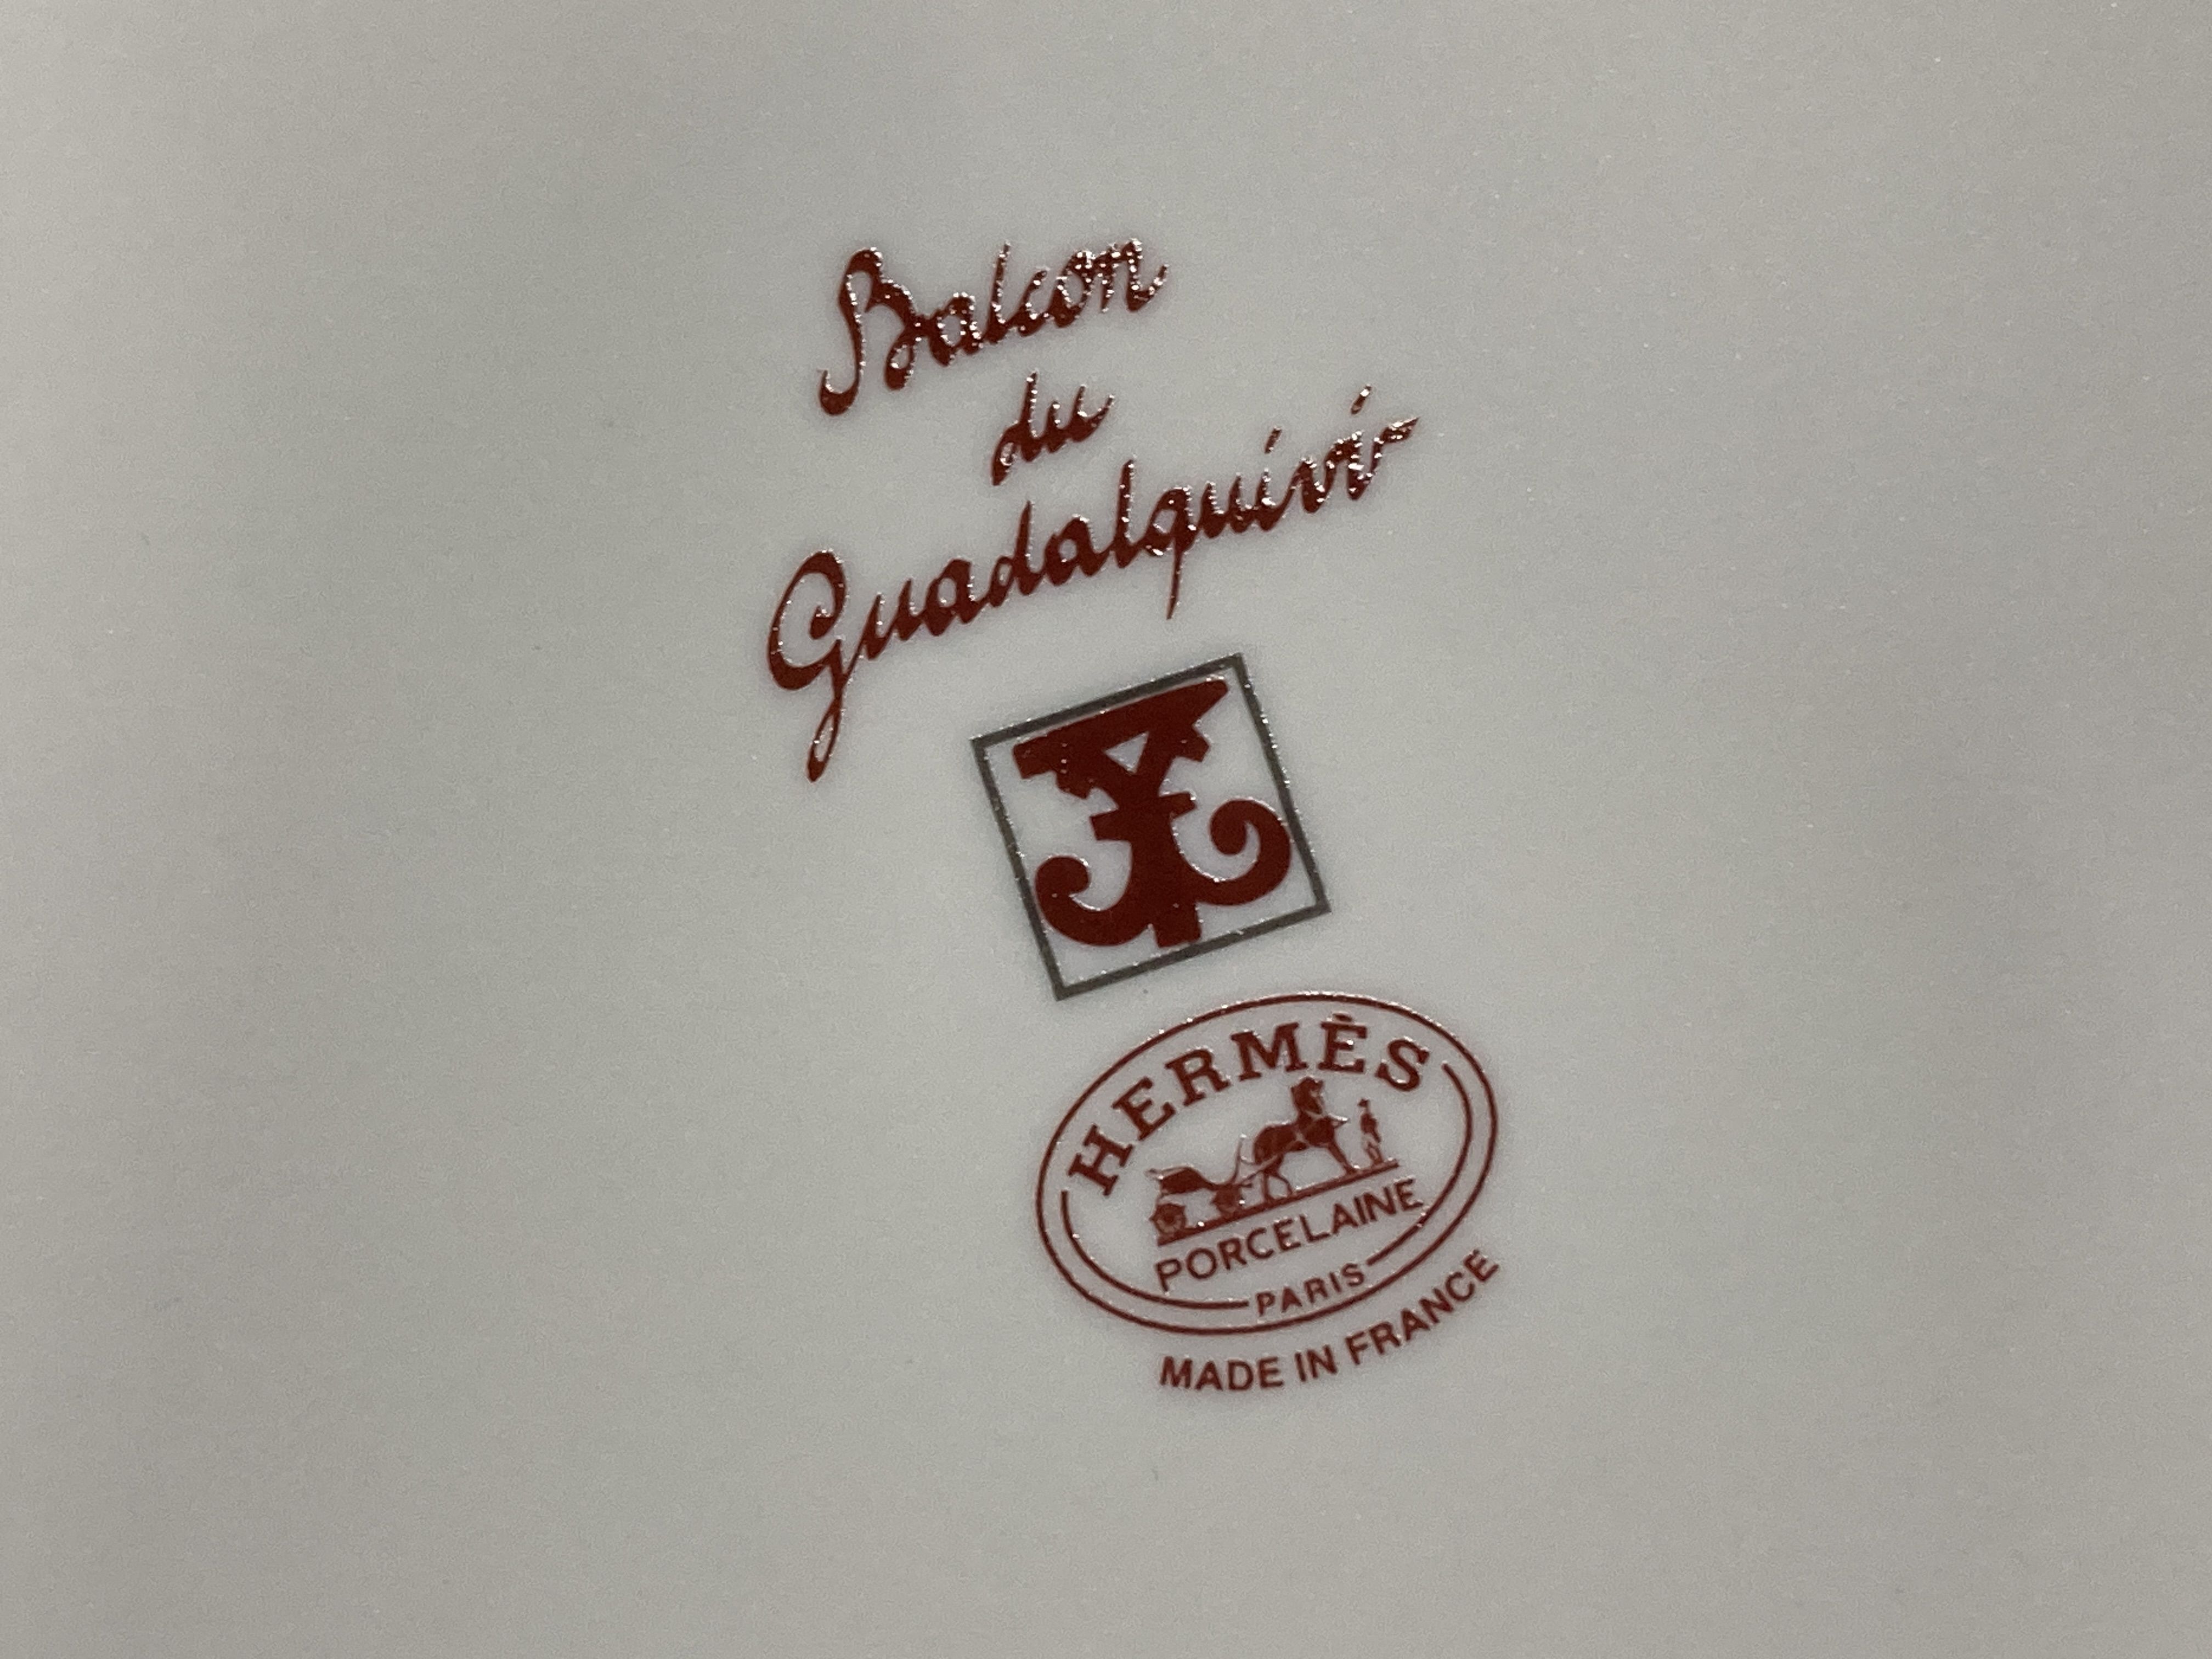 Balcon
du
Guadalquivir
HERMÈS
PORCELAINE
PARIS
MADE IN FRANCE